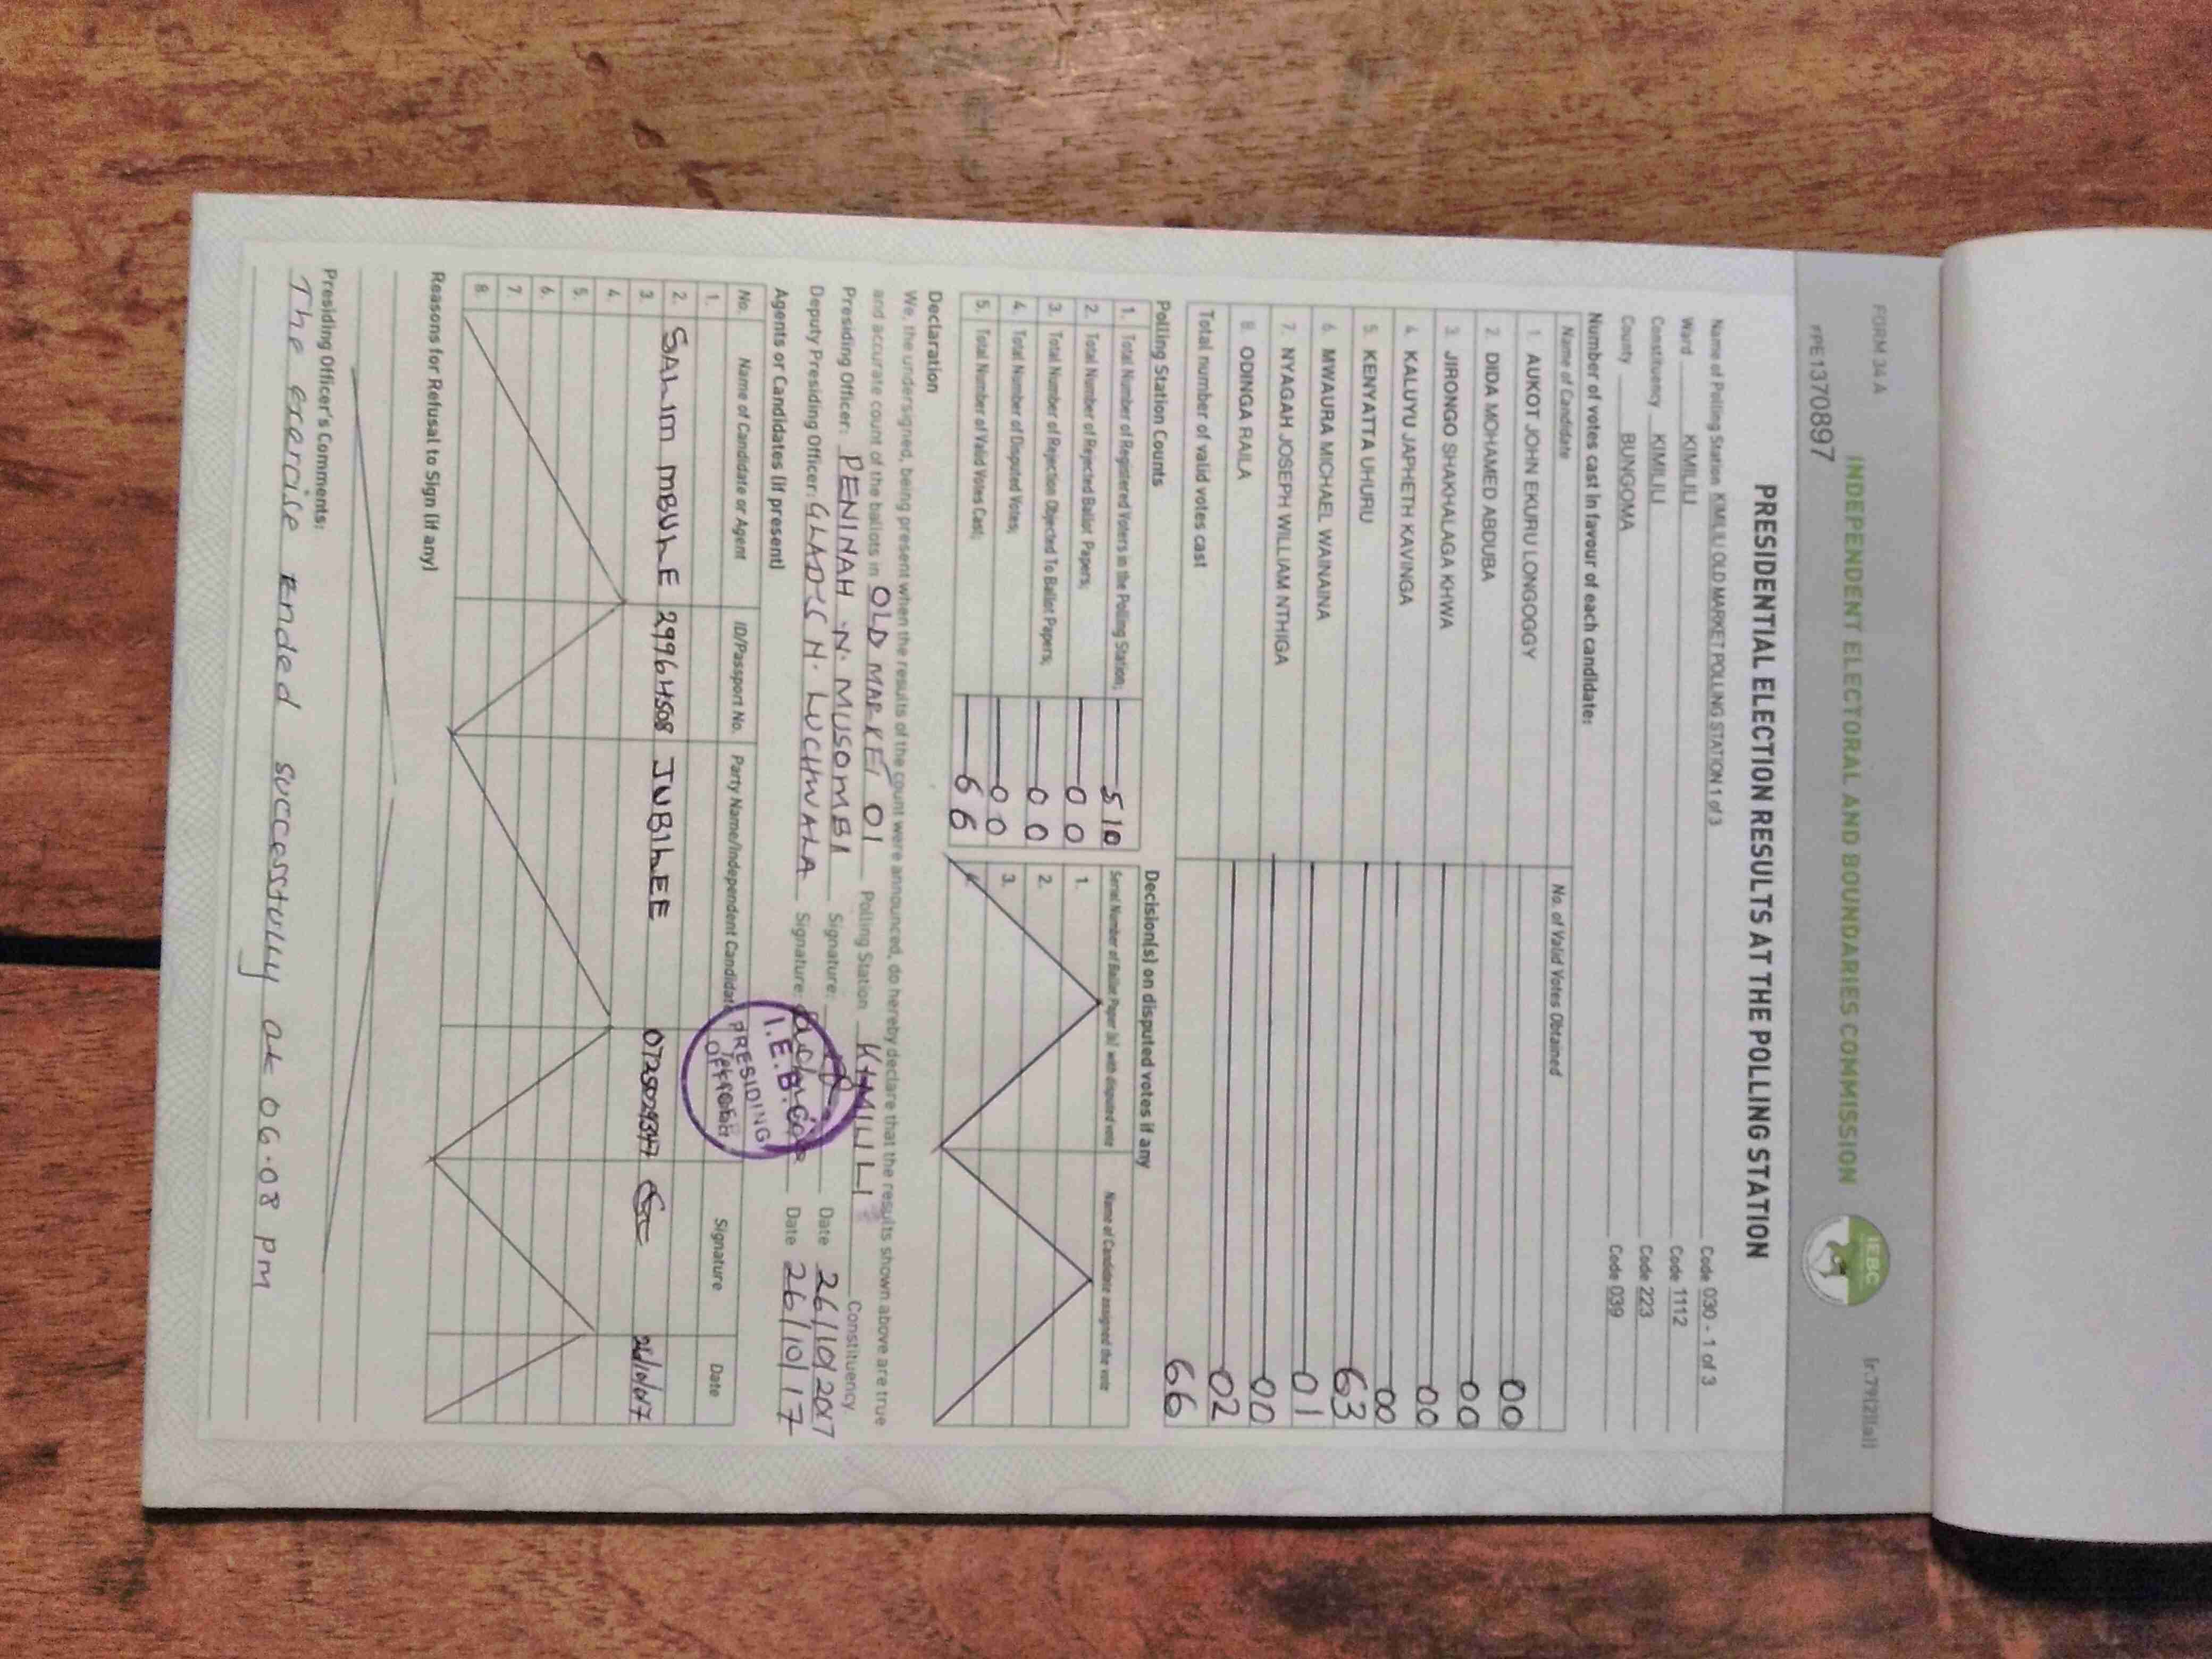 FORM 34 A
[r.79(2)(a)]
INDEPENDENT ELECTORAL AND BOUNDARIES COMMISSION
IEBC
PPE1370897
PRESIDENTIAL ELECTION RESULTS AT THE POLLING STATION
Name of Polling Station KIMILILI OLD MARKET POLLING STATION 1 of 3 Code 030 - 1 of 3
Ward KIMILILI Code 1112
Constituency KIMILILI Code 223
County BUNGOMA Code 039
Number of votes cast in favour of each candidate:
Name of Candidate No. of Valid Votes Obtained
1. AUKOT JOHN EKURU LONGOGGY 00
2. DIDA MOHAMED ABDUBA 00
3. JIRONGO SHAKHALAGA KHWA 00
4. KALUYU JAPHETH KAVINGA 00
5. KENYATTA UHURU 63
6. MWAURA MICHAEL WAINAINA 01
7. NYAGAH JOSEPH WILLIAM NTHIGA 00
8. ODINGA RAILA 02
Total number of valid votes cast 66
Polling Station Counts Decision(s) on disputed votes if any
1. Total Number of Registered Voters in the Polling Station; 510
2. Total Number of Rejected Ballot Papers; 00
3. Total Number of Rejection Objected To Ballot Papers; 00
4. Total Number of Disputed Votes; 00
5. Total Number of Valid Votes Cast; 66
Serial Number of Ballot Paper (s) with disputed vote Name of Candidate assigned the vote
1.
2.
3.
4.
Declaration
We, the undersigned, being present when the results of the count were announced, do hereby declare that the results shown above are true
and accurate count of the ballots in OLD MARKET 01 Polling Station KIMILILI Constituency
Presiding Officer: PENINAH N. MUSOMBA Signature: Date 26/10/2017
Deputy Presiding Officer: GLADYS N. LUCHWALA Signature: Date 26/10/17
I.E.B.C
PRESIDING
OFFICER
Agents or Candidates (if present)
No. Name of Candidate or Agent ID/Passport No. Party Name/Independent Candidate Signature Date
1.
2. SALIM MBULE 29964508 JUBILEE
3.
4.
5.
6.
7.
8.
Reasons for Refusal to Sign (if any)
Presiding Officer's Comments:
The exercise Ended successfully at 06.08 PM